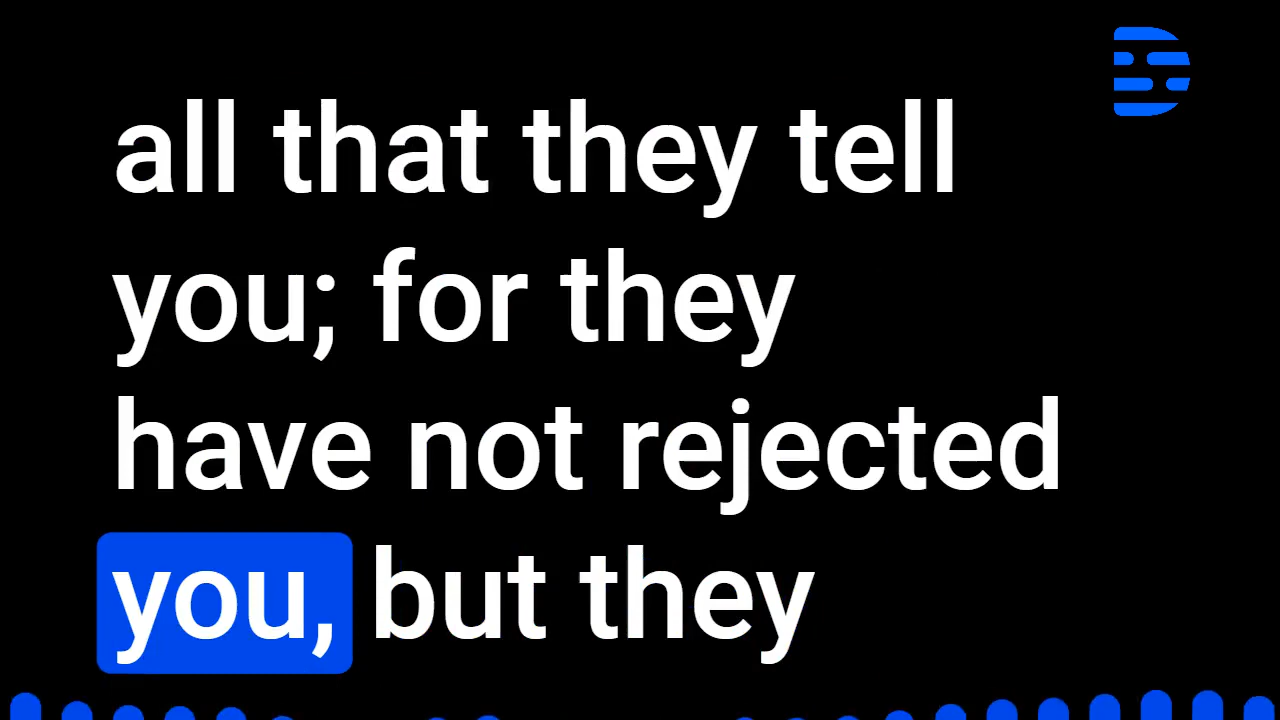 all that they tell
you; for they
have not rejected
you, but they